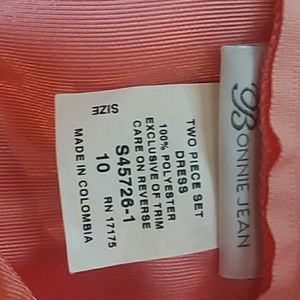 BONNIE JEAN
TWO PIECE SET
DRESS
100% POLYESTER
EXCLUSIVE OF TRIM
CARE ON REVERSE
S45726-1
SIZE 10 RN 17175
MADE IN COLOMBIA